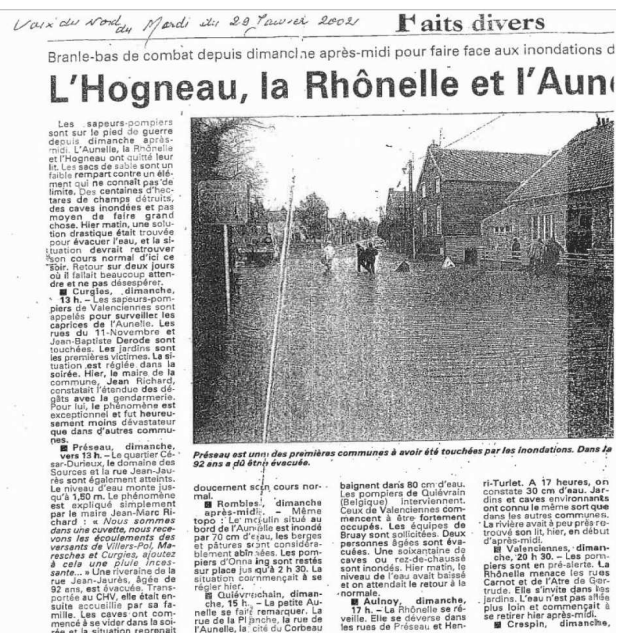 Voix du Nord du Mardi du 29 Janvier 2002
Faits divers
Branle-bas de combat depuis dimanche après-midi pour faire face aux inondations d
L'Hogneau, la Rhônelle et l'Aune
Les sapeurs-pompiers
sont sur le pied de guerre
depuis dimanche après-
midi. L'Aunelle, la Rhônelle
et l'Hogneau ont quitté leur
lit. Les sacs de sable sont un
faible rempart contre un élé-
ment qui ne connaît pas de
limite. Des centaines d'hec-
tares de champs détruits,
des caves inondées et pas
moyen de faire grand
chose. Hier matin, une solu-
tion drastique était trouvée
pour évacuer l'eau, et la si-
tuation devrait retrouver
son cours normal d'ici ce
soir. Retour sur deux jours
où il fallait beaucoup atten-
dre et ne pas désespérer.
■ Curgies, dimanche,
13 h. – Les sapeurs-pom-
piers de Valenciennes sont
appelés pour surveiller les
caprices de l'Aunelle. Les
rues du 11-Novembre et
Jean-Baptiste Derode sont
touchées. Les jardins sont
les premières victimes. La si-
tuation est réglée dans la
soirée. Hier, le maire de la
commune, Jean Richard,
constatait l'étendue des dé-
gâts avec la gendarmerie.
Pour lui, le phénomène est
exceptionnel et fut heureu-
sement moins dévastateur
que dans d'autres commu-
nes.
■ Préseau, dimanche,
vers 13 h. – Le quartier Cé-
sar-Durieux, le domaine des
Sources et la rue Jean-Jau-
rès sont également atteints.
Le niveau d'eau monte jus-
qu'à 1,50 m. Le phénomène
est expliqué simplement
par le maire Jean-Marc Ri-
chard : « Nous sommes
dans une cuvette, nous rece-
vons les écoulements des
versants de Villers-Pol, Ma-
resches et Curgies, ajoutez
à cela une pluie inces-
sante.. » Une riveraine de la
rue Jean-Jaurès, âgée de
92 ans, est évacuée. Trans-
portée au CHV, elle était en-
suite accueillie par sa fa-
mille. Les caves ont com-
mencé à se vider dans la soi-
rée et la situation reprenait
Préseau est une des premières communes à avoir été touchées par les inondations. Dans la
92 ans a dû être évacuée.
doucement son cours nor-
mal.
■ Rombies, dimanche
après-midi. – Même
topo : Le moulin situé au
bord de l'Aunelle est inondé
par 70 cm d'eau, les berges
et pâtures sont considéra-
blement abîmées. Les pom-
piers d'Onnaing sont restés
sur place jusqu'à 2 h 30. La
situation commençait à se
régler hier.
■ Quiévrechain, diman-
che, 15 h. – La petite Au-
nelle se fait remarquer. La
rue de la Planche, la rue de
l'Aunelle, la cité du Corbeau
baignent dans 80 cm d'eau.
Les pompiers de Quiévrain
(Belgique) interviennent.
Ceux de Valenciennes com-
mencent à être fortement
occupés. Les équipes de
Bruay sont sollicitées. Deux
personnes âgées sont éva-
cuées. Une soixantaine de
caves ou rez-de-chaussée
sont inondés. Hier matin, le
niveau de l'eau avait baissé
et on attendait le retour à la
normale.
■ Aulnoy, dimanche,
17 h. – La Rhônelle se ré-
veille. Elle se déverse dans
les rues de Préseau et Hen-
ri-Turlet. A 17 heures, on
constate 30 cm d'eau. Jar-
dins et caves environnants
ont connu le même sort que
dans les autres communes.
La rivière avait à peu près re-
trouvé son lit, hier, en début
d'après-midi.
■ Valenciennes, diman-
che, 20 h 30. – Les pom-
piers sont en pré-alerte. La
Rhônelle menace les rues
Carnot et de l'Atre de Ger-
trude. Elle s'invite dans les
jardins. L'eau n'est pas allée
plus loin et commençait à
se retirer hier après-midi.
■ Crespin, dimanche,